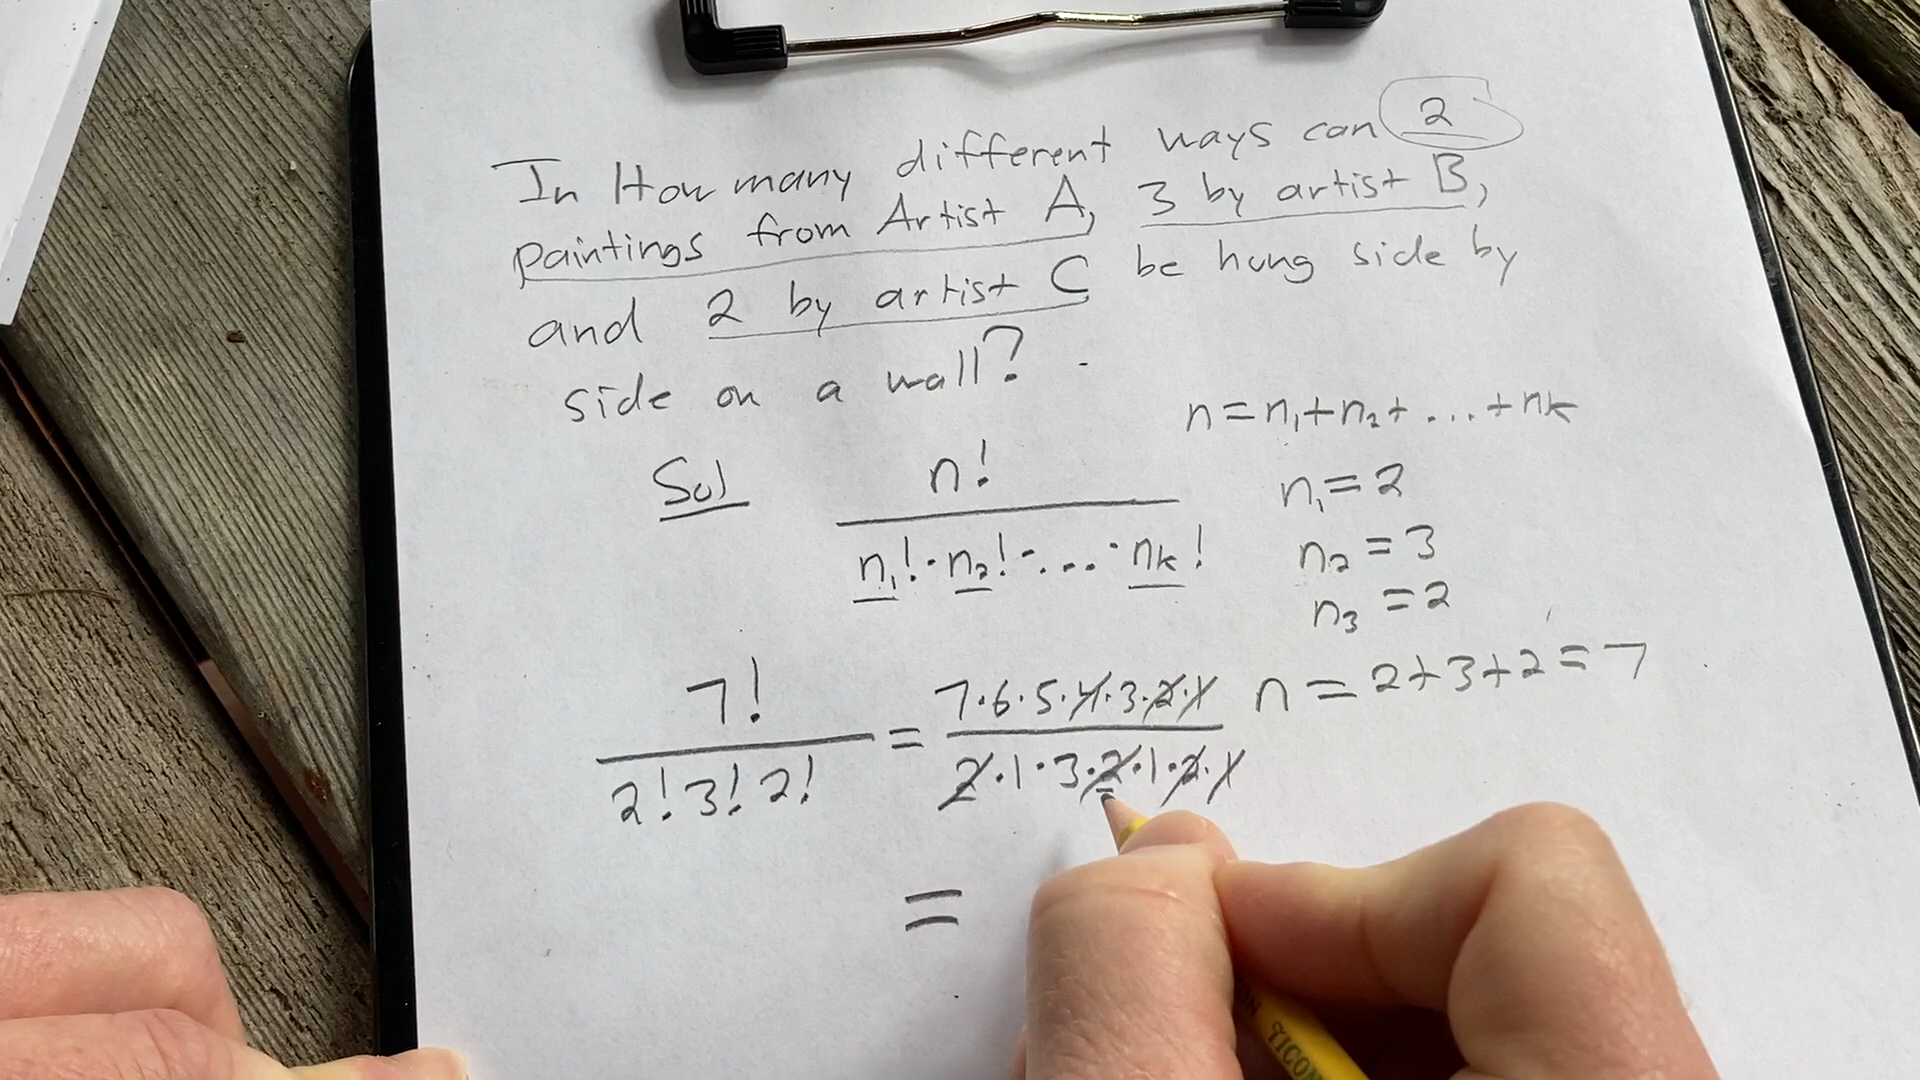 In How many different ways can 2
paintings from Artist A, 3 by artist B,
and 2 by artist C be hung side by
side on a wall?
n=n₁+n₂+...+nk
Sol
n!
n₁!·n₂!·...·nk!
n₁=2
n₂=3
n₃=2
n=2+3+2=7
7!
2!3!2!
=
7·6·5·4·3·2·1
2·1·3·2·1·2·1
=
TICON